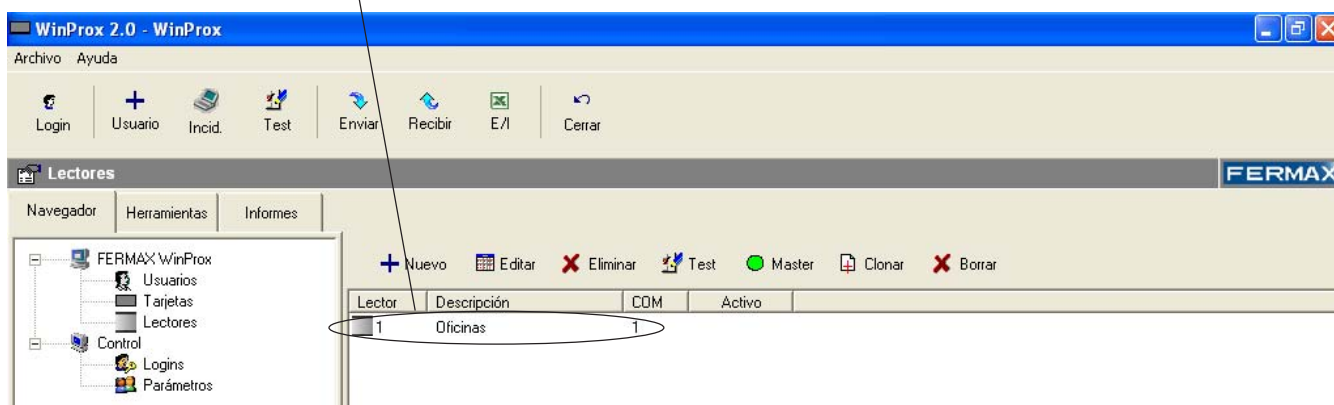 WinProx 2.0 - WinProx
Archivo Ayuda
Login Usuario Incid. Test Enviar Recibir E/I Cerrar
Lectores FERMAX
Navegador Herramientas Informes
FERMAX WinProx
Usuarios
Tarjetas
Lectores
Control
Logins
Parámetros
Nuevo Editar Eliminar Test Master Clonar Borrar
Lector Descripción COM Activo
1 Oficinas 1